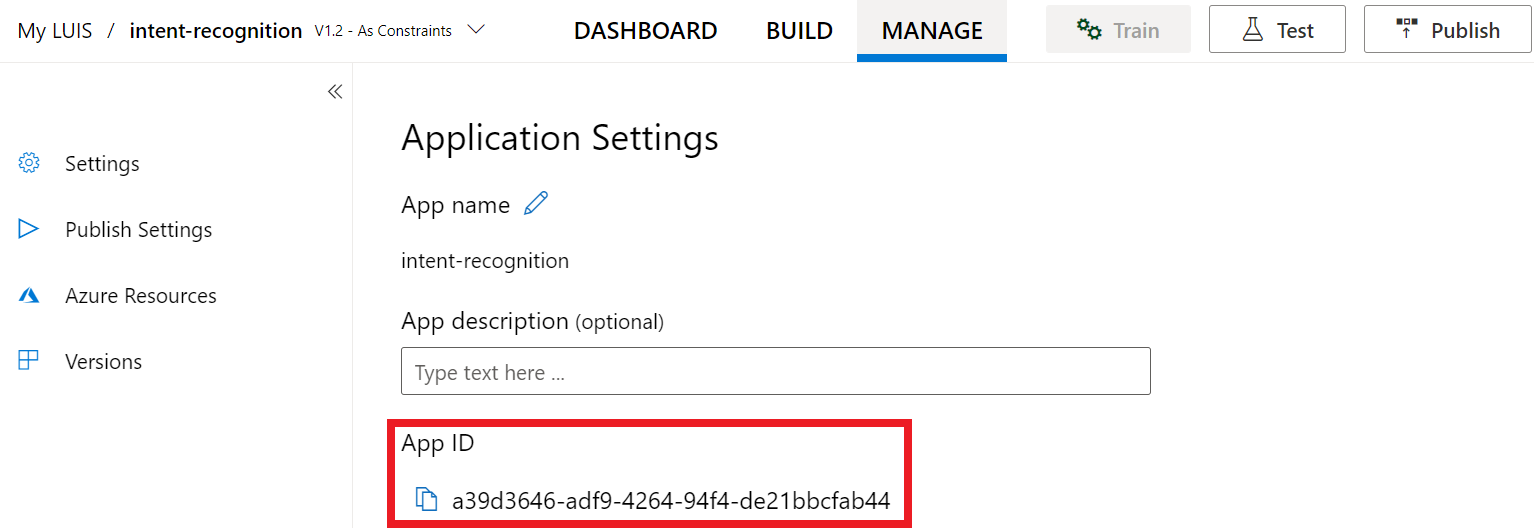 My LUIS / intent-recognition V1.2 - As Constraints DASHBOARD BUILD MANAGE Train Test Publish
Settings
Publish Settings
Azure Resources
Versions
Application Settings
App name
intent-recognition
App description (optional)
Type text here ...
App ID
a39d3646-adf9-4264-94f4-de21bbcfab44